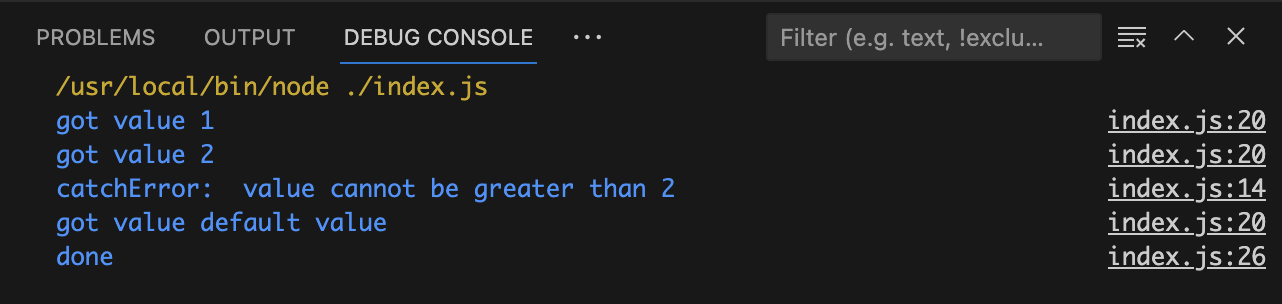 PROBLEMS OUTPUT DEBUG CONSOLE ··· Filter (e.g. text, !exclu...
/usr/local/bin/node ./index.js
got value 1 index.js:20
got value 2 index.js:20
catchError:  value cannot be greater than 2 index.js:14
got value default value index.js:20
done index.js:26